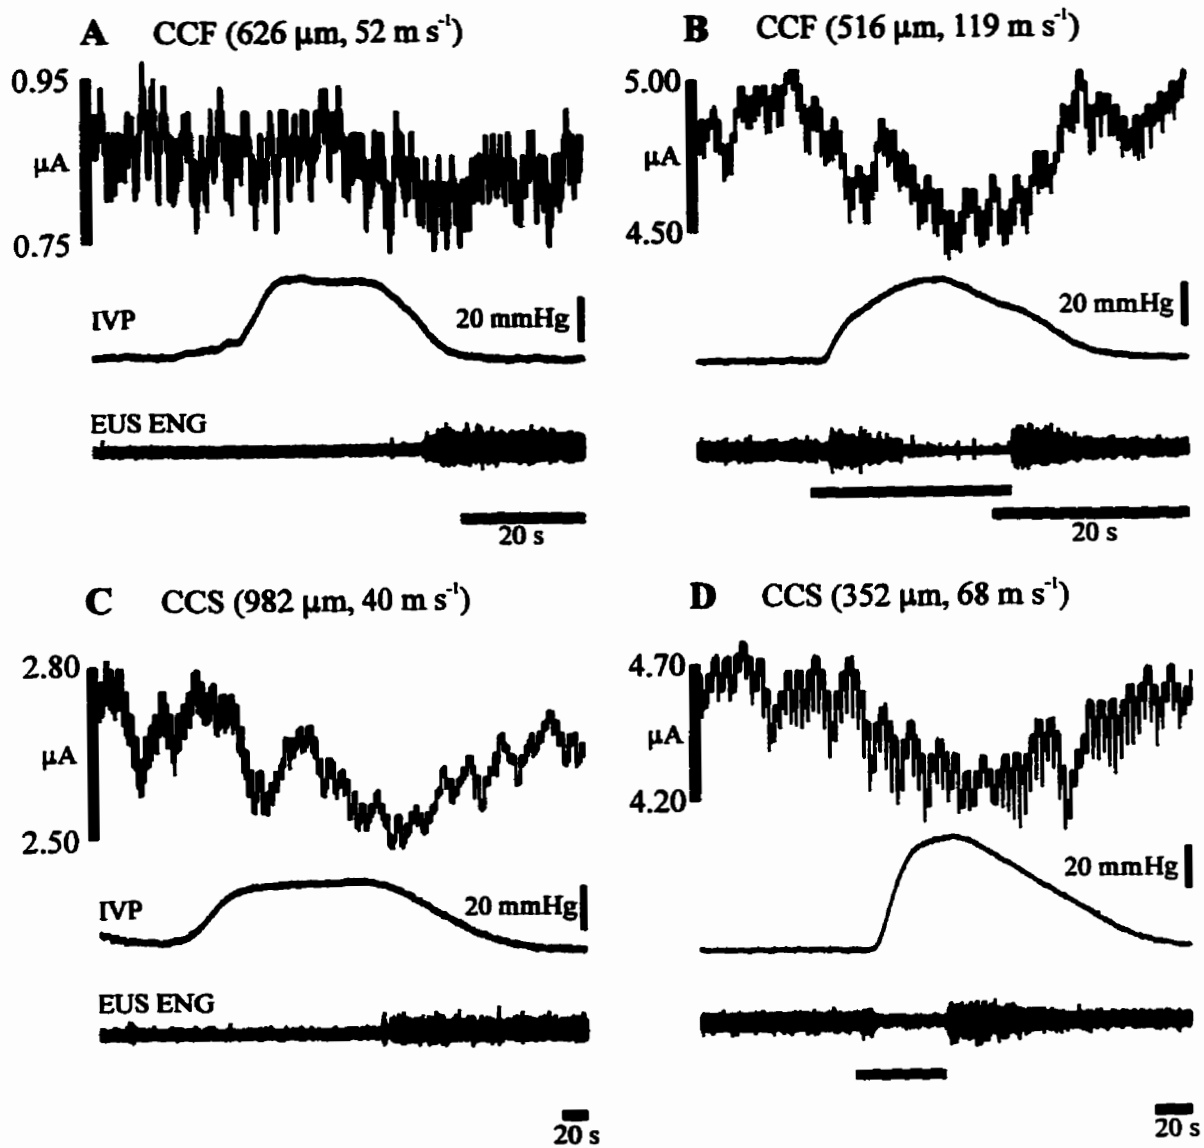 A CCF (626 µm, 52 m s⁻¹)
0.95
µA
0.75
IVP
20 mmHg
EUS ENG
20 s
B CCF (516 µm, 119 m s⁻¹)
5.00
µA
4.50
20 mmHg
20 s
C CCS (982 µm, 40 m s⁻¹)
2.80
µA
2.50
IVP
20 mmHg
EUS ENG
20 s
D CCS (352 µm, 68 m s⁻¹)
4.70
µA
4.20
20 mmHg
20 s